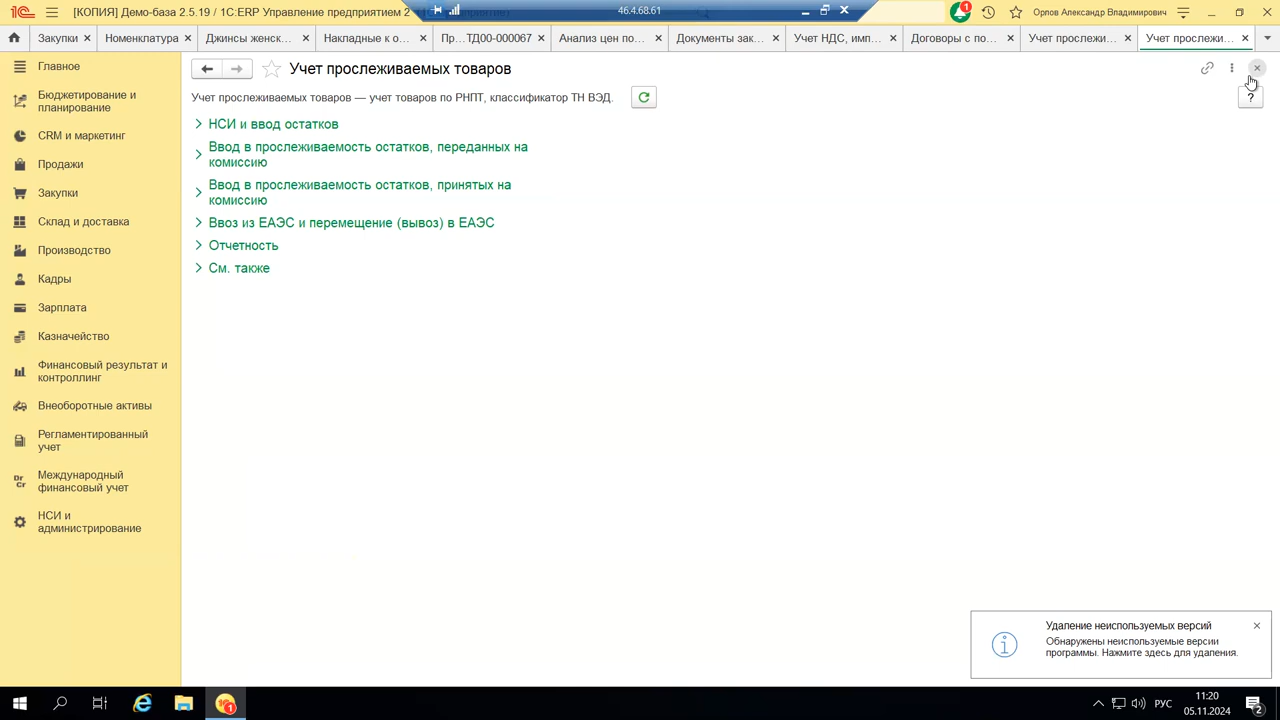 [КОПИЯ] Демо-база 2.5.19 / 1С:ERP Управление предприятием 2
46.4.68.61
1
Орлов Александр Владимирович
Закупки
Номенклатура
Джинсы женск...
Накладные к о...
Пр...ТД00-000067
Анализ цен по...
Документы зак...
Учет НДС, имп...
Договоры с по...
Учет прослежи...
Учет прослежи...
Главное
Бюджетирование и
планирование
CRM и маркетинг
Продажи
Закупки
Склад и доставка
Производство
Кадры
Зарплата
Казначейство
Финансовый результат и
контроллинг
Внеоборотные активы
Регламентированный
учет
Международный
финансовый учет
НСИ и
администрирование
Учет прослеживаемых товаров
Учет прослеживаемых товаров — учет товаров по РНПТ, классификатор ТН ВЭД.
?
НСИ и ввод остатков
Ввод в прослеживаемость остатков, переданных на
комиссию
Ввод в прослеживаемость остатков, принятых на
комиссию
Ввоз из ЕАЭС и перемещение (вывоз) в ЕАЭС
Отчетность
См. также
Удаление неиспользуемых версий
Обнаружены неиспользуемые версии
программы. Нажмите здесь для удаления.
1
РУС
11:20
05.11.2024
2